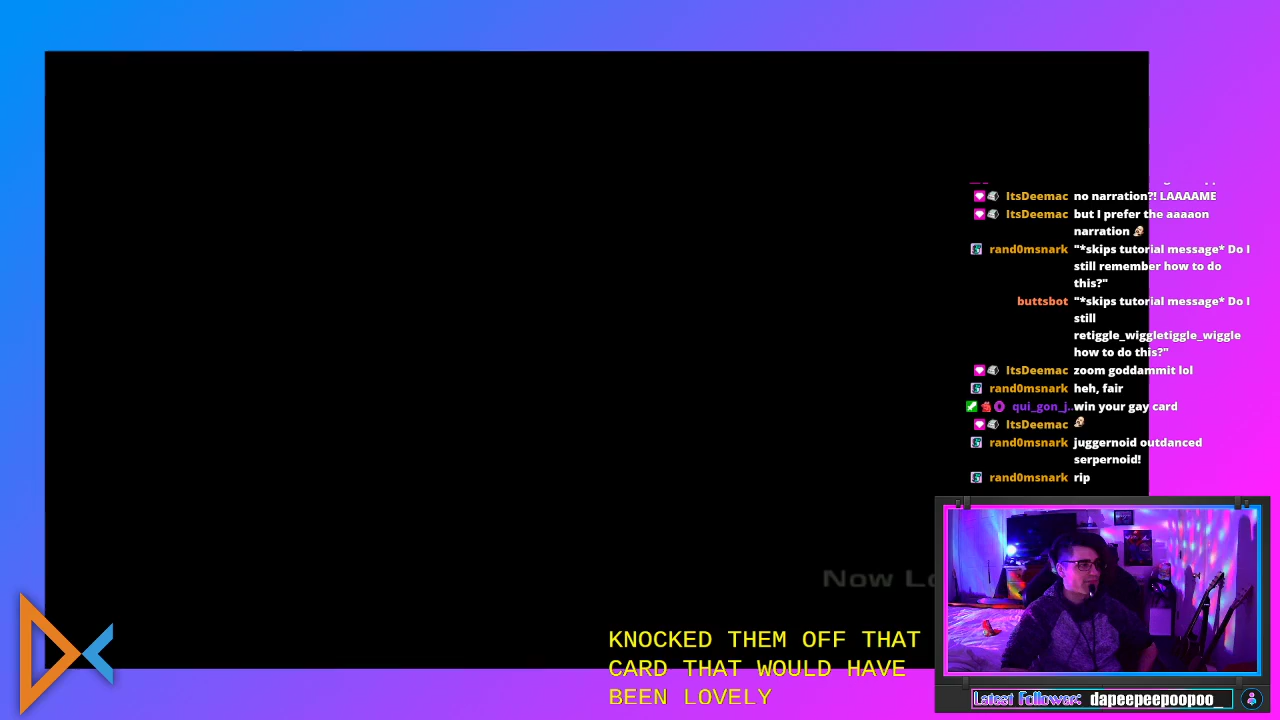 ItsDeemac no narration?! LAAAAME
ItsDeemac but I prefer the aaaaon
narration
rand0msnark "*skips tutorial message* Do I
still remember how to do
this?"
buttsbot "*skips tutorial message* Do I
still
retiggle_wiggletiggle_wiggle
how to do this?"
ItsDeemac zoom goddammit lol
rand0msnark heh, fair
qui_gon_j.. win your gay card
ItsDeemac
rand0msnark juggernoid outdanced
serpernoid!
rand0msnark rip
Now Lo
KNOCKED THEM OFF THAT
CARD THAT WOULD HAVE
BEEN LOVELY
Latest Follower: dapeepeepoopoo_